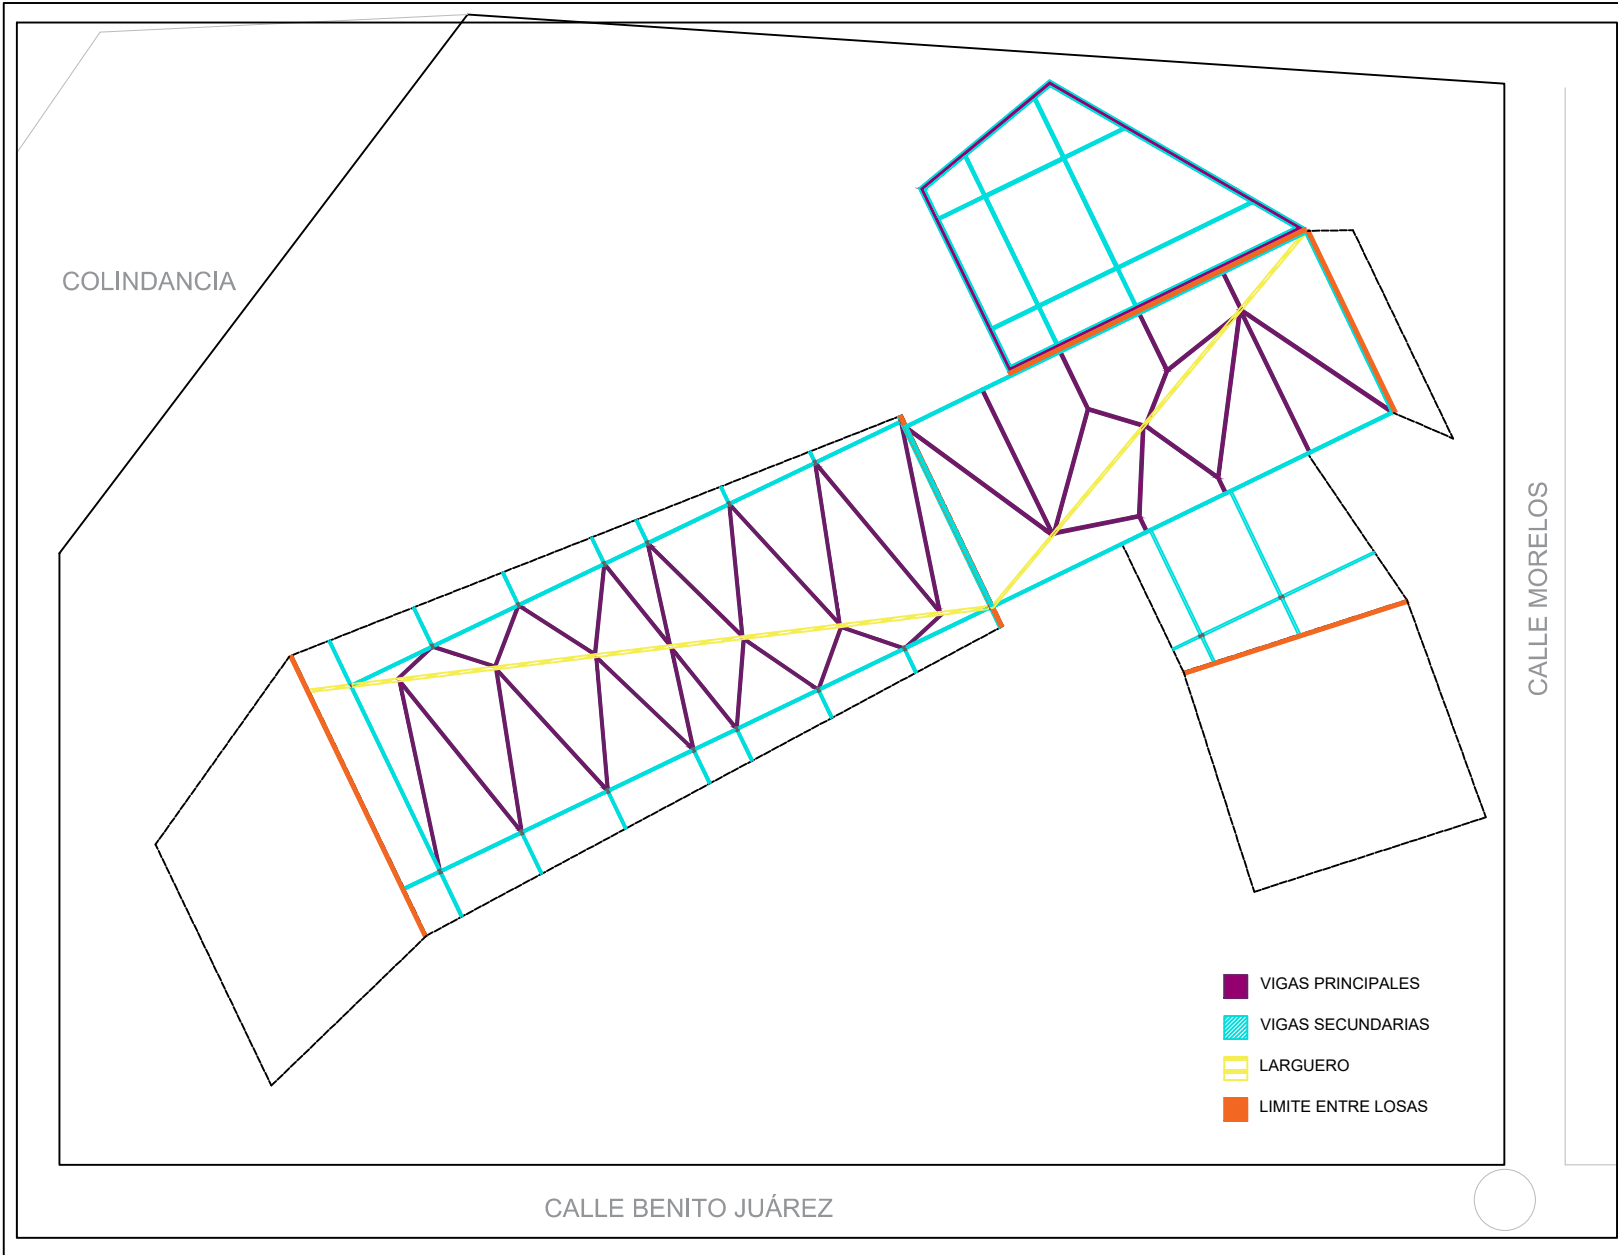 COLINDANCIA
CALLE MORELOS
VIGAS PRINCIPALES
VIGAS SECUNDARIAS
LARGUERO
LIMITE ENTRE LOSAS
CALLE BENITO JUÁREZ